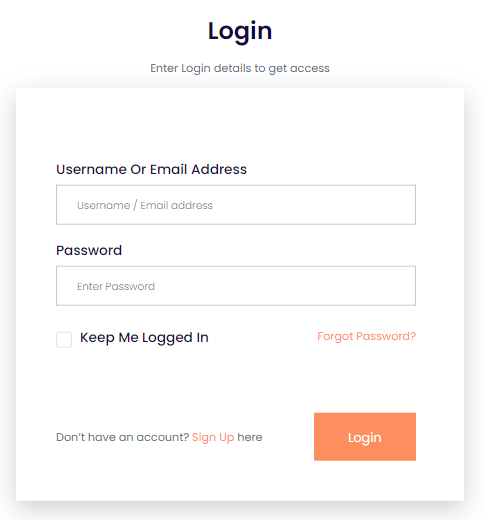 Login
Enter Login details to get access
Username Or Email Address
Username / Email address
Password
Enter Password
Keep Me Logged In
Forgot Password?
Don’t have an account? Sign Up here
Login